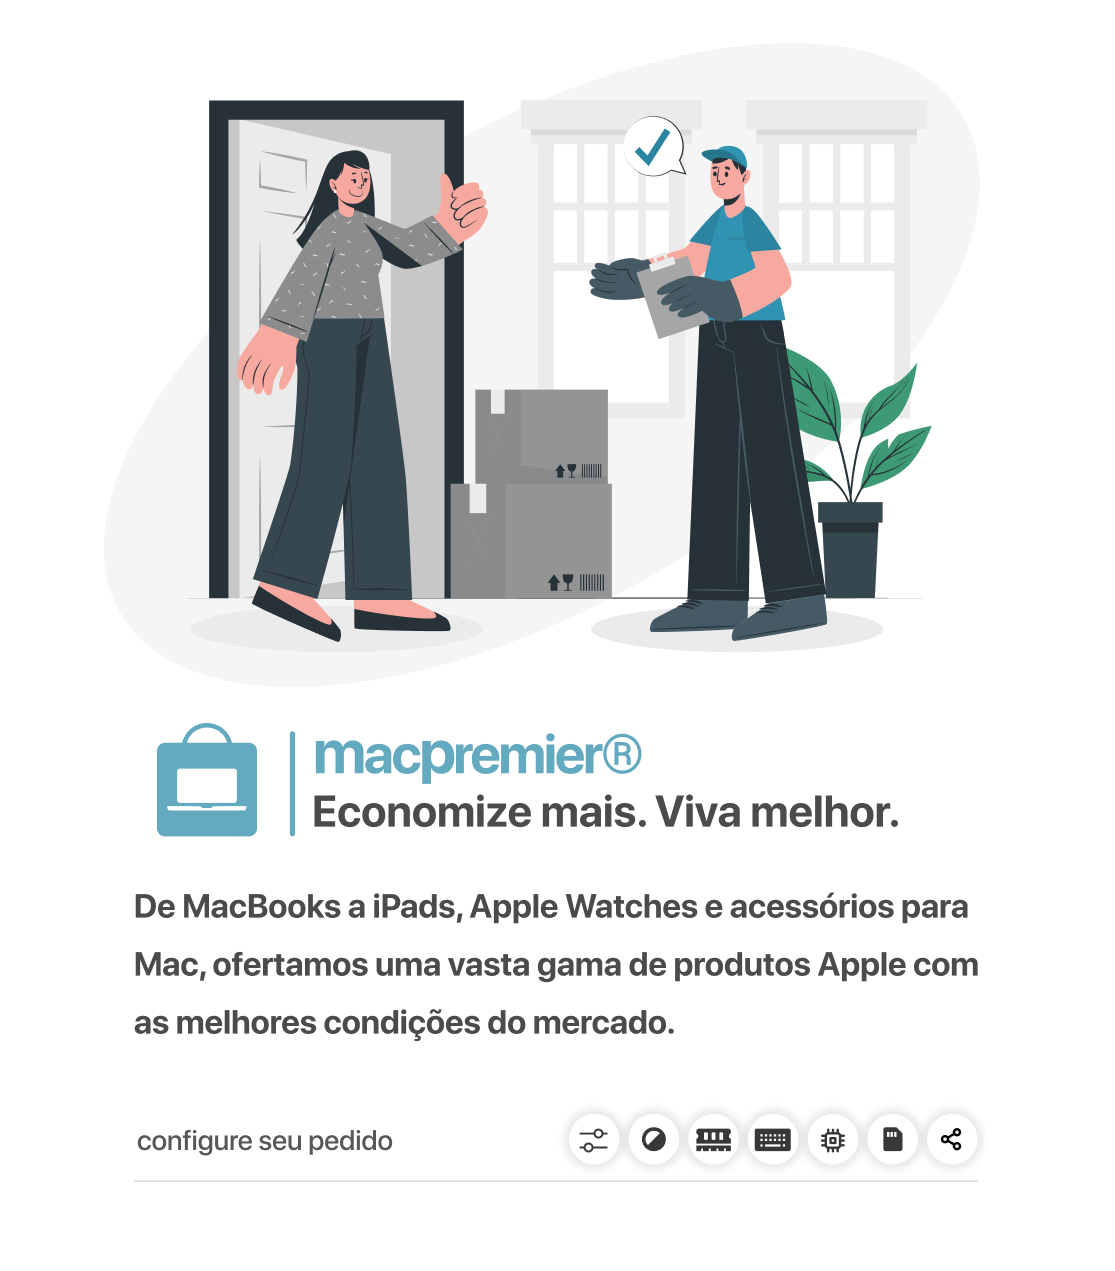 macpremier®
Economize mais. Viva melhor.
De MacBooks a iPads, Apple Watches e acessórios para
Mac, ofertamos uma vasta gama de produtos Apple com
as melhores condições do mercado.
configure seu pedido